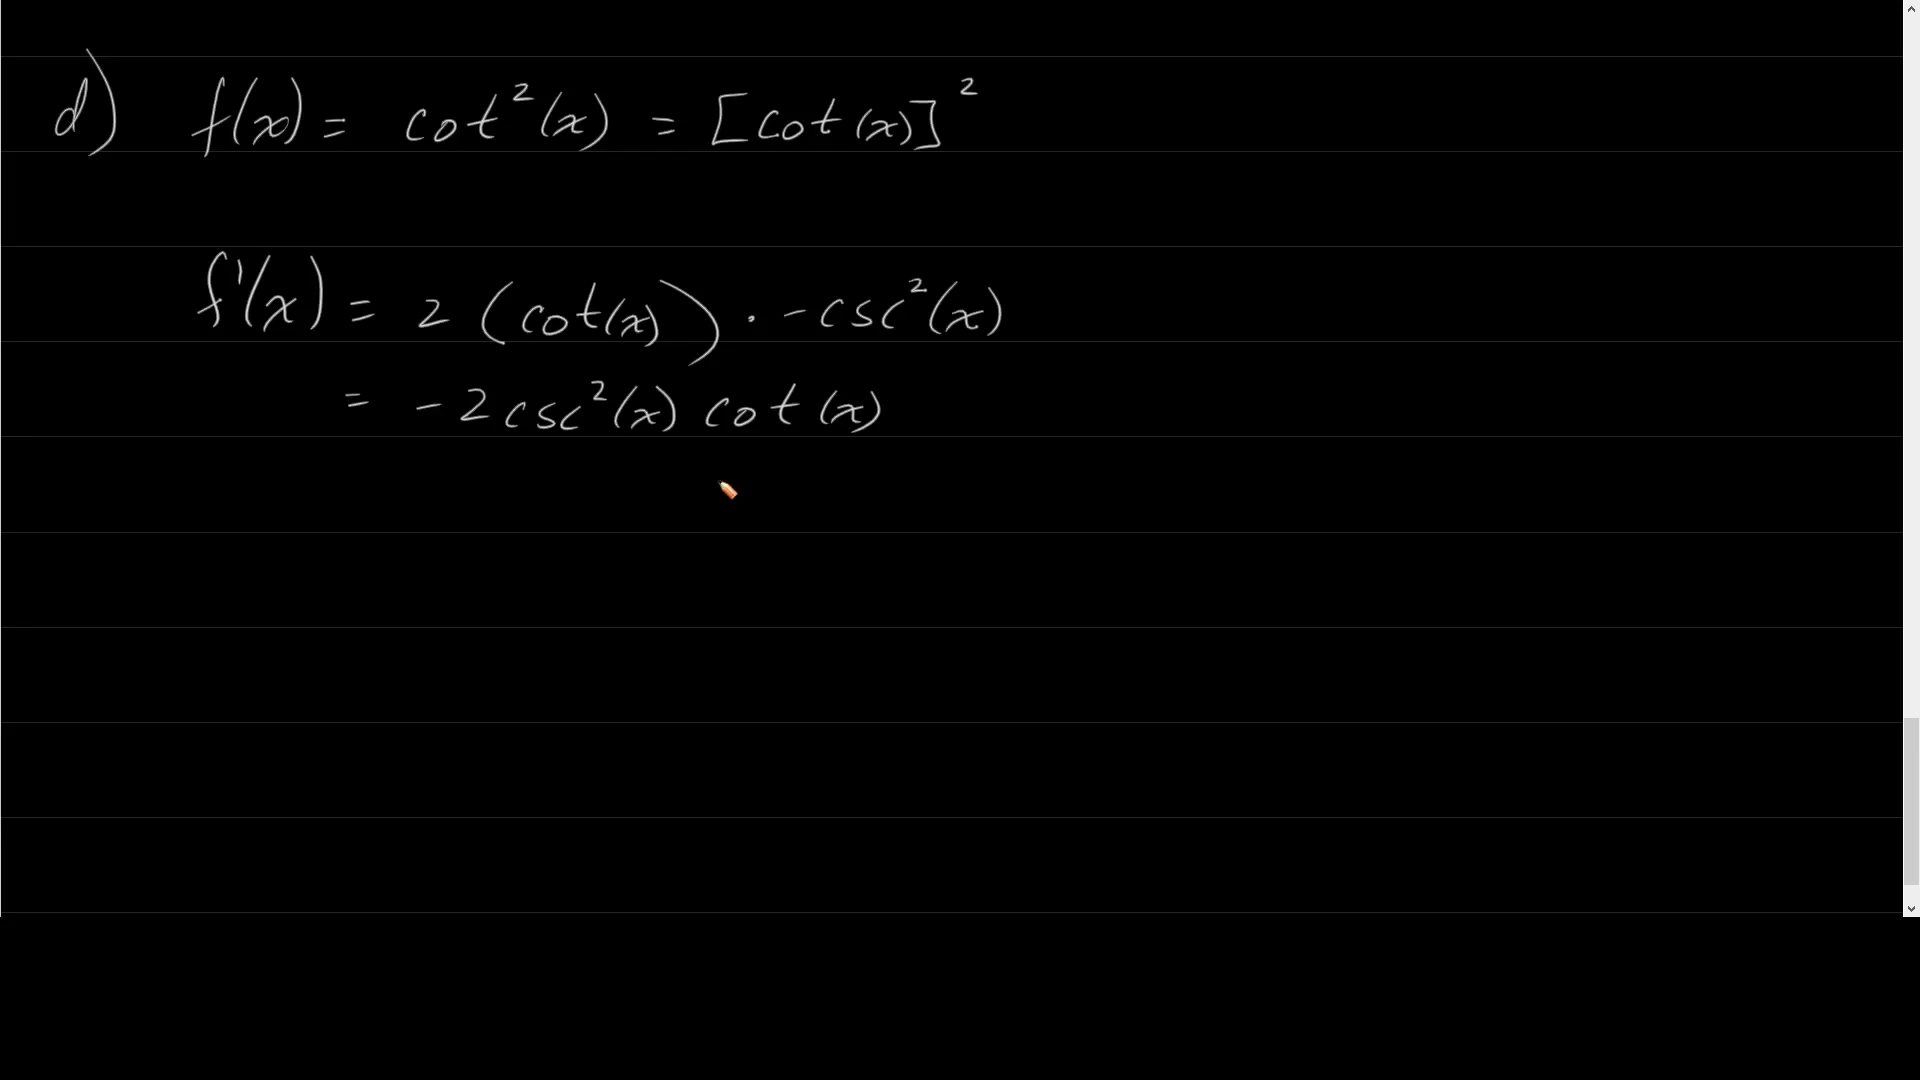 d) f(x) = cot²(x) = [cot(x)]²
f'(x) = 2 (cot(x)) · -csc²(x)
= -2csc²(x) cot(x)